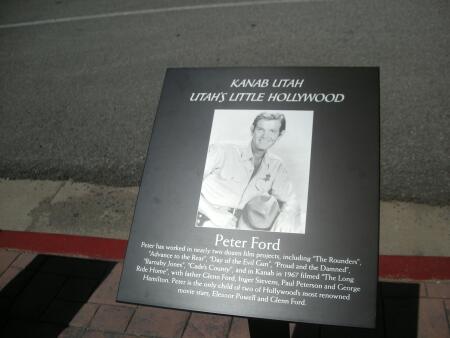 KANAB UTAH
UTAH'S LITTLE HOLLYWOOD
Peter Ford
Peter has worked in nearly two dozen film projects, including "The Rounders",
"Advance to the Rear", "Day of the Evil Gun", "Proud and the Damned",
"Barnaby Jones", "Cade's County", and in Kanab in 1967 filmed "The Long
Ride Home", with father Glenn Ford, Inger Stevens, Paul Peterson and George
Hamilton. Peter is the only child of two of Hollywood's most renowned
movie stars, Eleanor Powell and Glenn Ford.